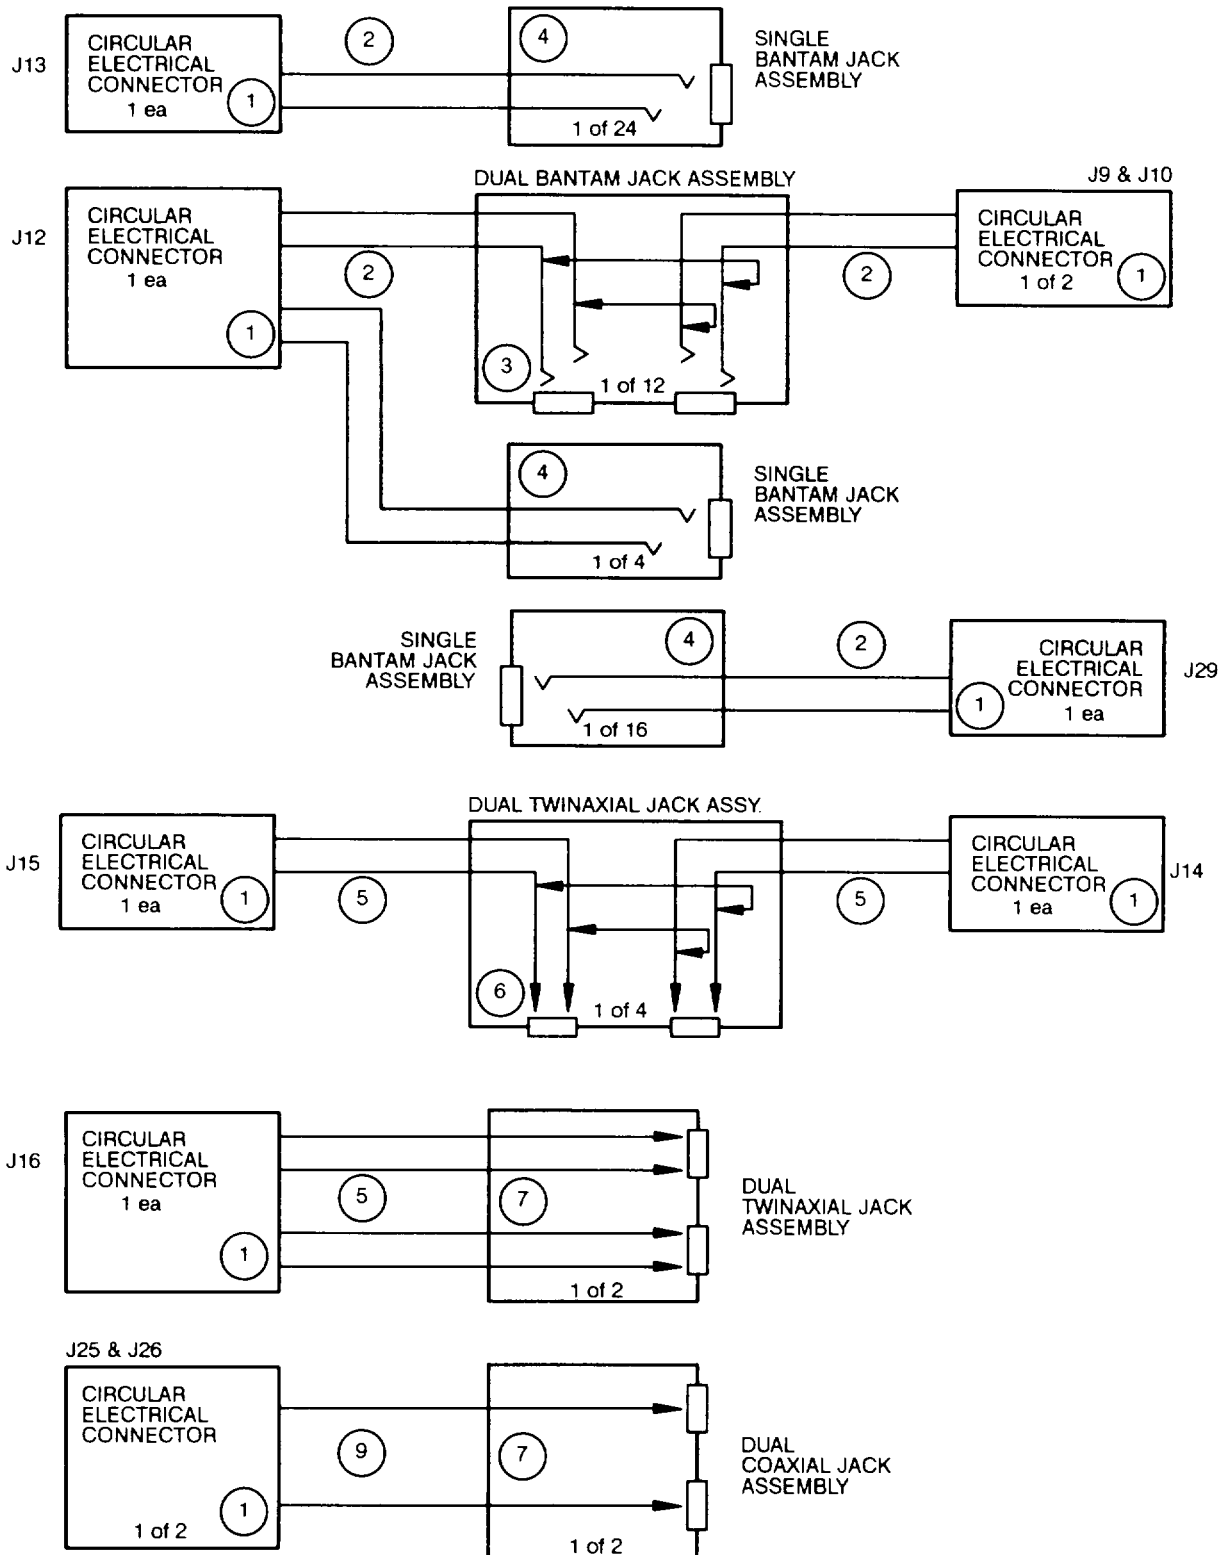 J13
CIRCULAR
ELECTRICAL
CONNECTOR
1 ea
1
2
4
1 of 24
SINGLE
BANTAM JACK
ASSEMBLY
J12
CIRCULAR
ELECTRICAL
CONNECTOR
1 ea
1
2
DUAL BANTAM JACK ASSEMBLY
3
1 of 12
2
J9 & J10
CIRCULAR
ELECTRICAL
CONNECTOR
1 of 2
1
4
1 of 4
SINGLE
BANTAM JACK
ASSEMBLY
SINGLE
BANTAM JACK
ASSEMBLY
4
1 of 16
2
CIRCULAR
ELECTRICAL
CONNECTOR
1 ea
1
J29
J15
CIRCULAR
ELECTRICAL
CONNECTOR
1 ea
1
5
DUAL TWINAXIAL JACK ASSY.
6
1 of 4
5
CIRCULAR
ELECTRICAL
CONNECTOR
1 ea
1
J14
J16
CIRCULAR
ELECTRICAL
CONNECTOR
1 ea
1
5
7
1 of 2
DUAL
TWINAXIAL JACK
ASSEMBLY
J25 & J26
CIRCULAR
ELECTRICAL
CONNECTOR
1 of 2
1
9
7
1 of 2
DUAL
COAXIAL JACK
ASSEMBLY